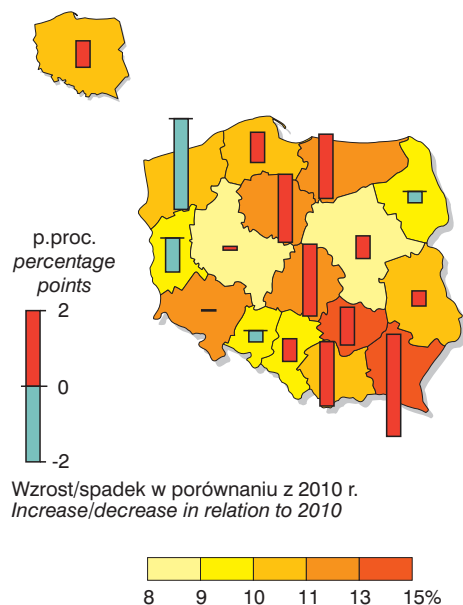 p.proc.
percentage
points
2
0
-2
Wzrost/spadek w porównaniu z 2010 r.
Increase/decrease in relation to 2010
8 9 10 11 13 15%